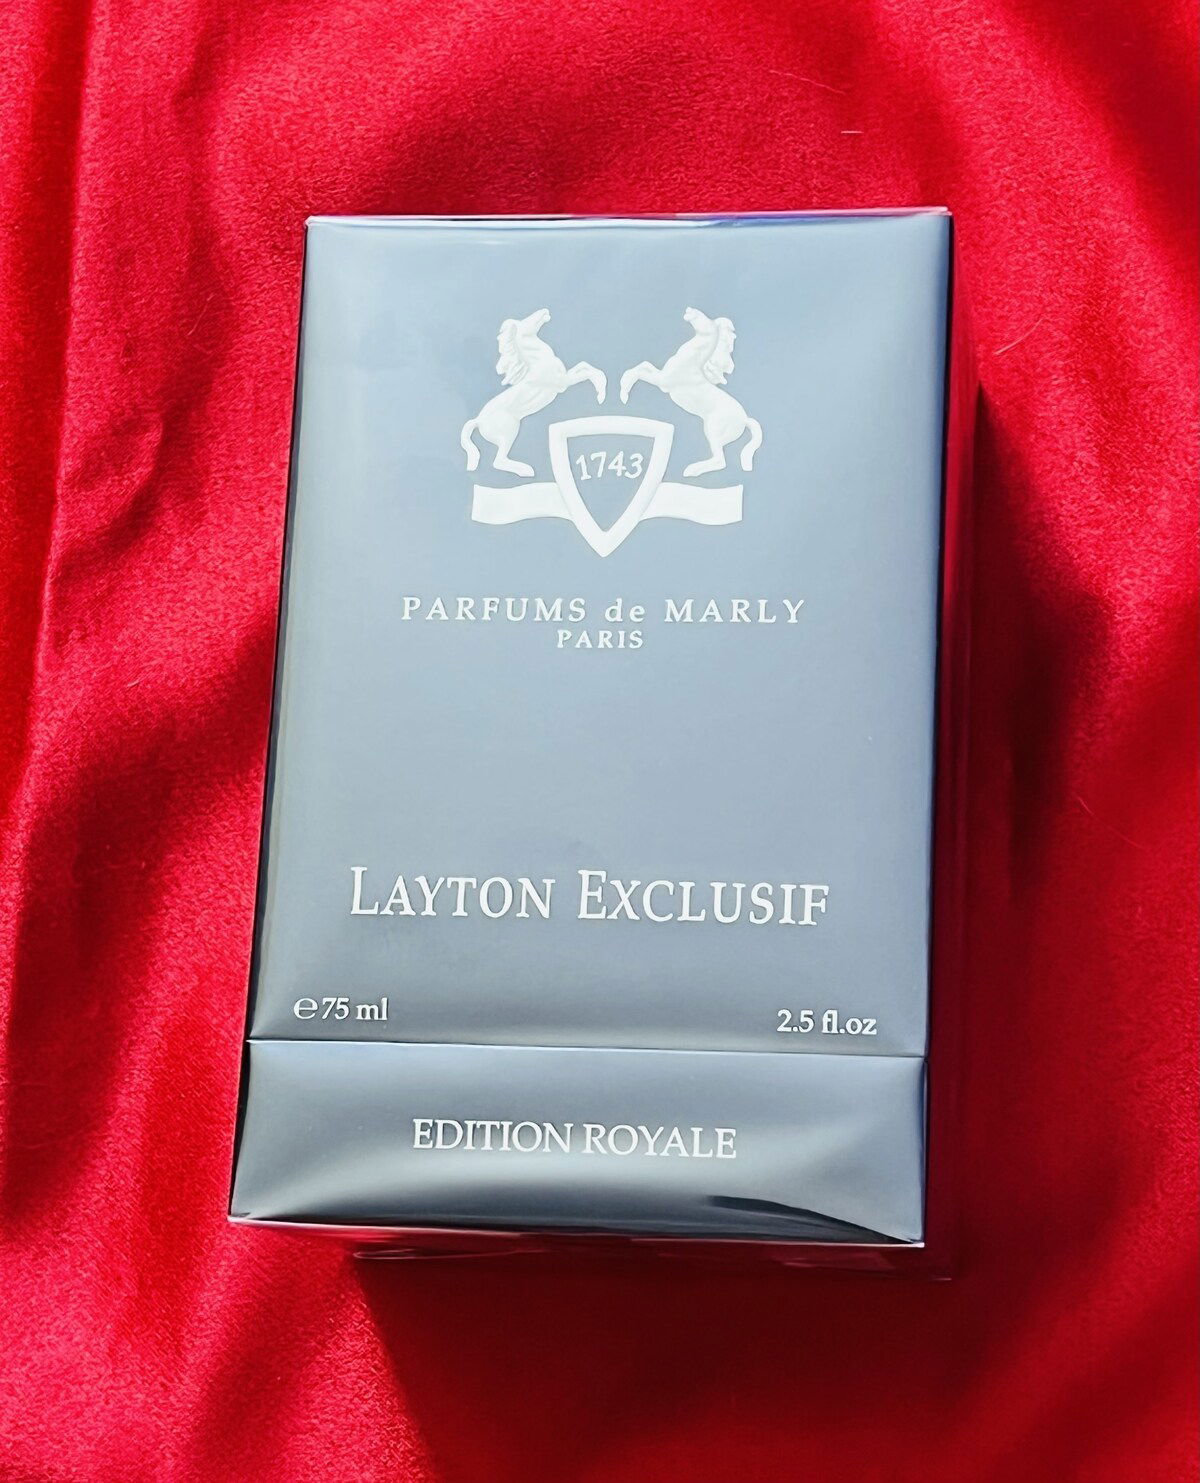 1743
PARFUMS de MARLY
PARIS
LAYTON EXCLUSIF
℮75 ml 2.5 fl.oz
EDITION ROYALE